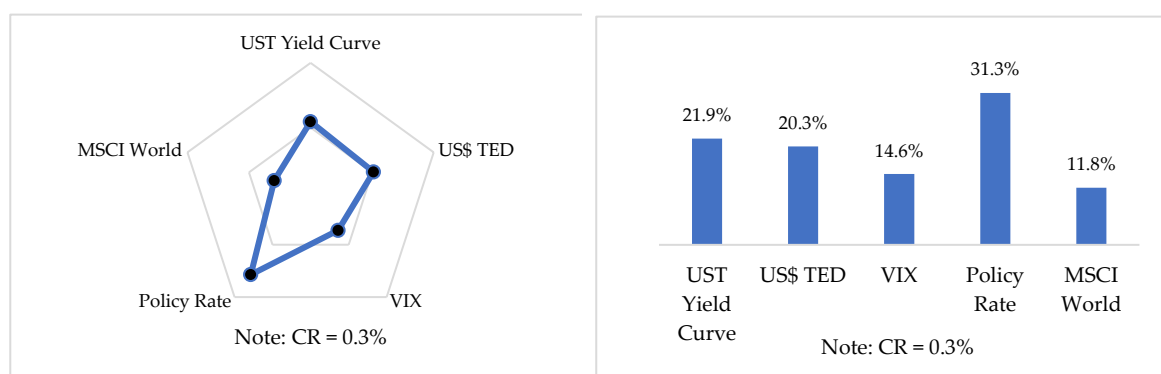 UST Yield Curve
MSCI World
US$ TED
Policy Rate
VIX
Note: CR = 0.3%
31.3%
21.9%
20.3%
14.6%
11.8%
UST
Yield
Curve
US$ TED
VIX
Policy
Rate
MSCI
World
Note: CR = 0.3%